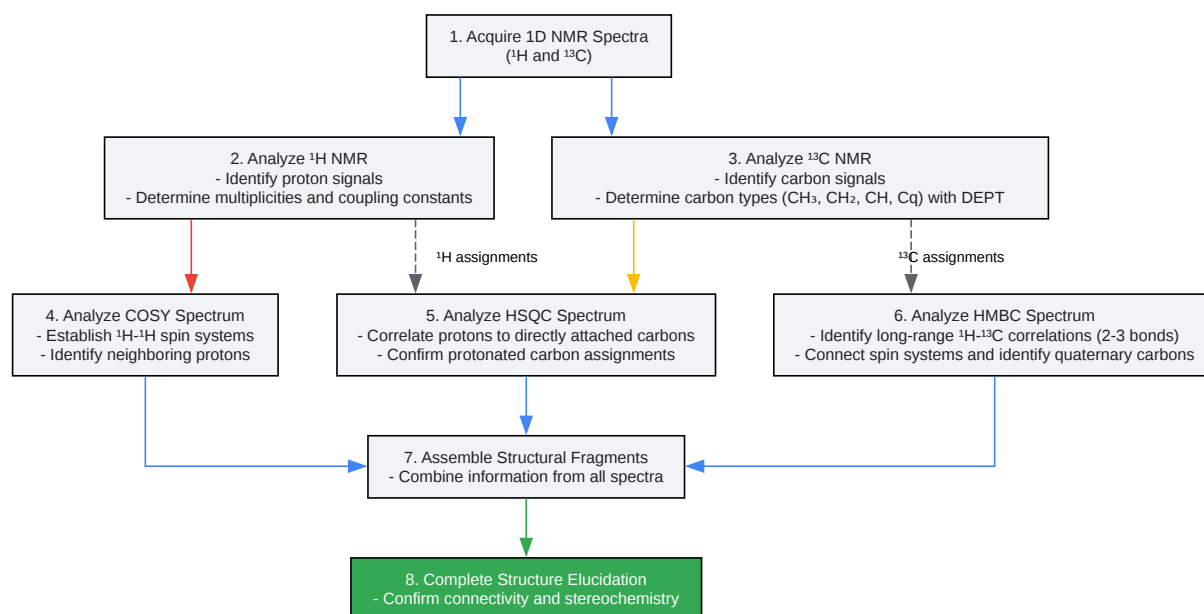 1. Acquire 1D NMR Spectra
(¹H and ¹³C)
2. Analyze ¹H NMR
- Identify proton signals
- Determine multiplicities and coupling constants
3. Analyze ¹³C NMR
- Identify carbon signals
- Determine carbon types (CH₃, CH₂, CH, Cq) with DEPT
¹H assignments
¹³C assignments
4. Analyze COSY Spectrum
- Establish ¹H-¹H spin systems
- Identify neighboring protons
5. Analyze HSQC Spectrum
- Correlate protons to directly attached carbons
- Confirm protonated carbon assignments
6. Analyze HMBC Spectrum
- Identify long-range ¹H-¹³C correlations (2-3 bonds)
- Connect spin systems and identify quaternary carbons
7. Assemble Structural Fragments
- Combine information from all spectra
8. Complete Structure Elucidation
- Confirm connectivity and stereochemistry